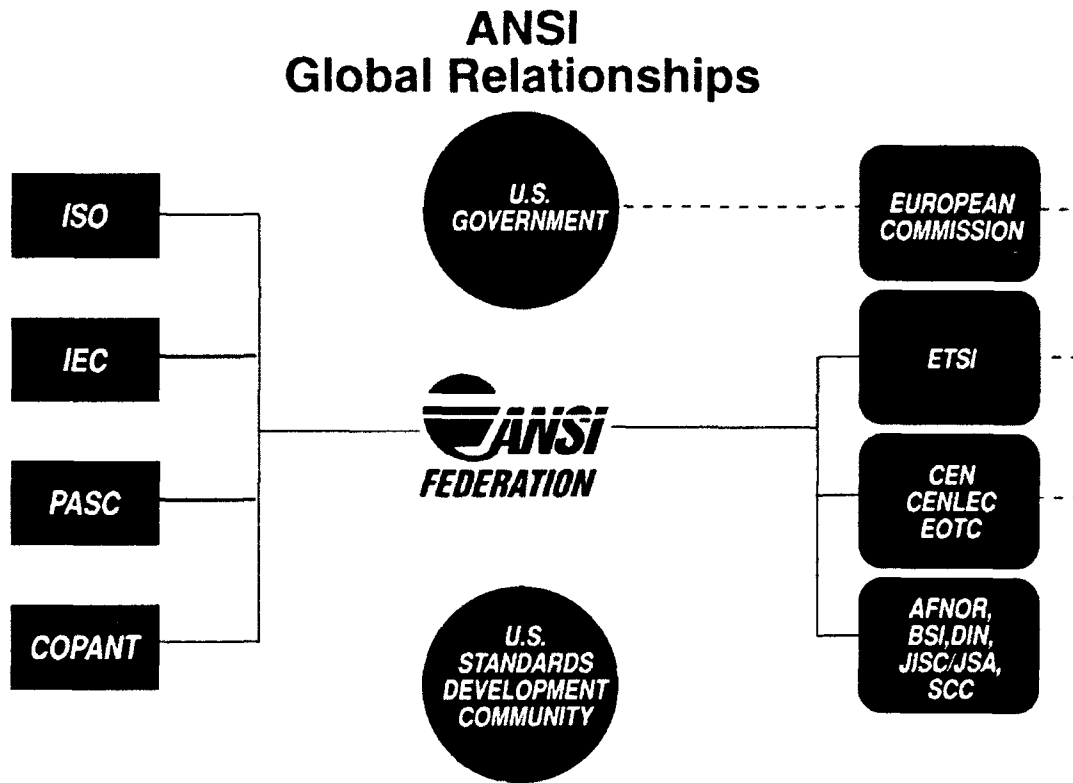 ANSI
Global Relationships
ISO
IEC
PASC
COPANT
U.S.
GOVERNMENT
ANSI
FEDERATION
U.S.
STANDARDS
DEVELOPMENT
COMMUNITY
EUROPEAN
COMMISSION
ETSI
CEN
CENLEC
EOTC
AFNOR,
BSI,DIN,
JISC/JSA,
SCC